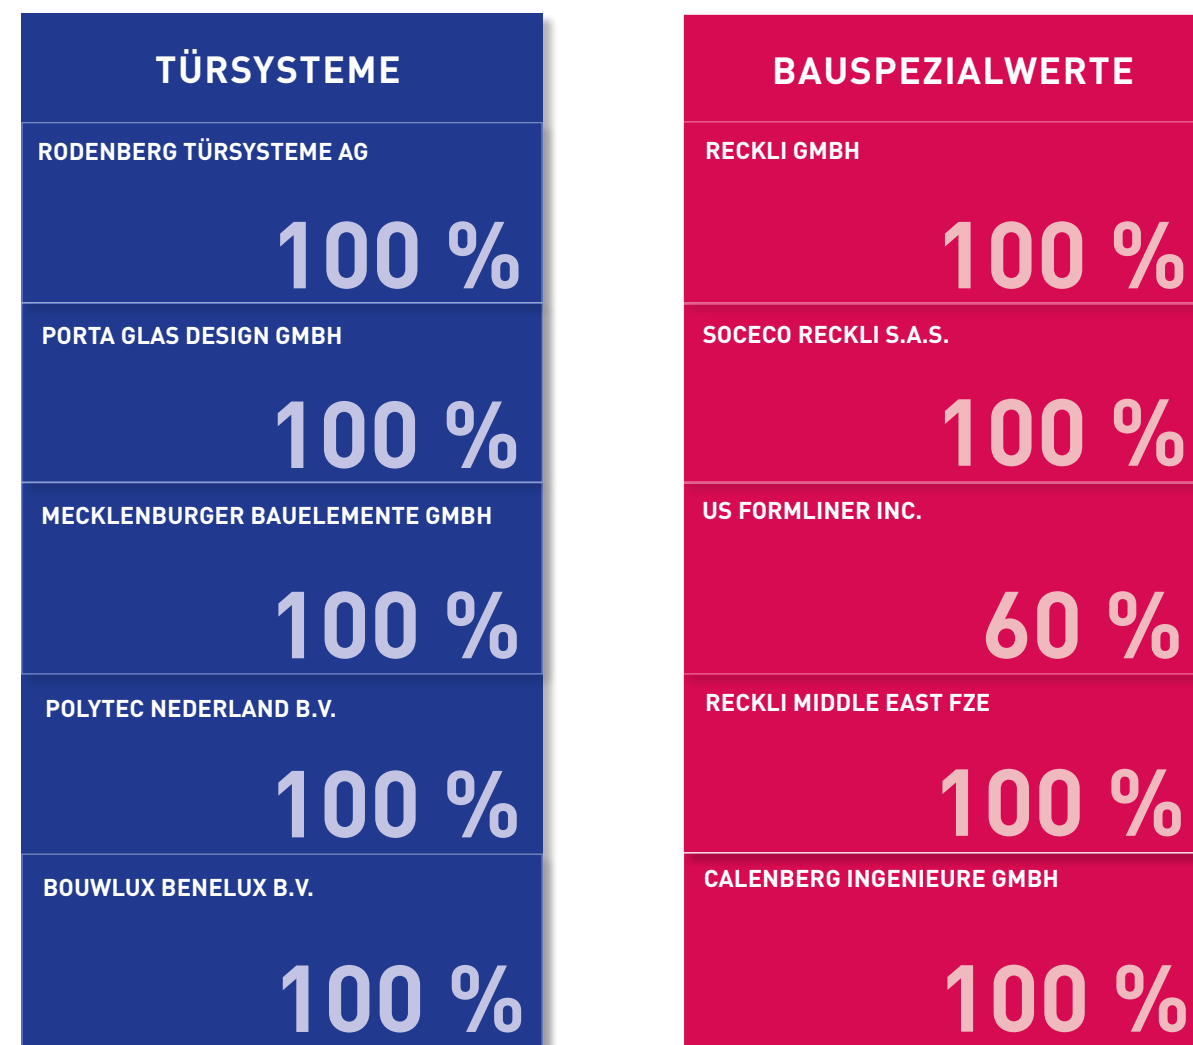 TÜRSYSTEME
RODENBERG TÜRSYSTEME AG
100 %
PORTA GLAS DESIGN GMBH
100 %
MECKLENBURGER BAUELEMENTE GMBH
100 %
POLYTEC NEDERLAND B.V.
100 %
BOUWLUX BENELUX B.V.
100 %
BAUSPEZIALWERTE
RECKLI GMBH
100 %
SOCECO RECKLI S.A.S.
100 %
US FORMLINER INC.
60 %
RECKLI MIDDLE EAST FZE
100 %
CALENBERG INGENIEURE GMBH
100 %